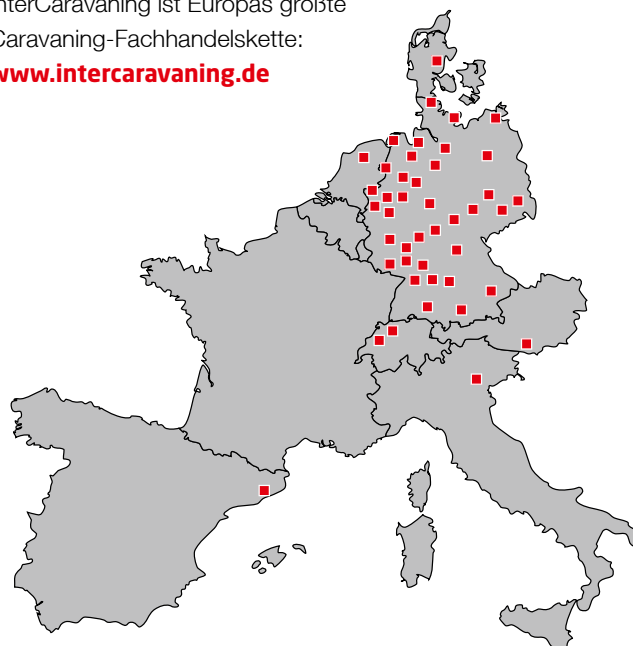 nterCaravaning ist Europas größte
Caravaning-Fachhandelskette:
www.intercaravaning.de